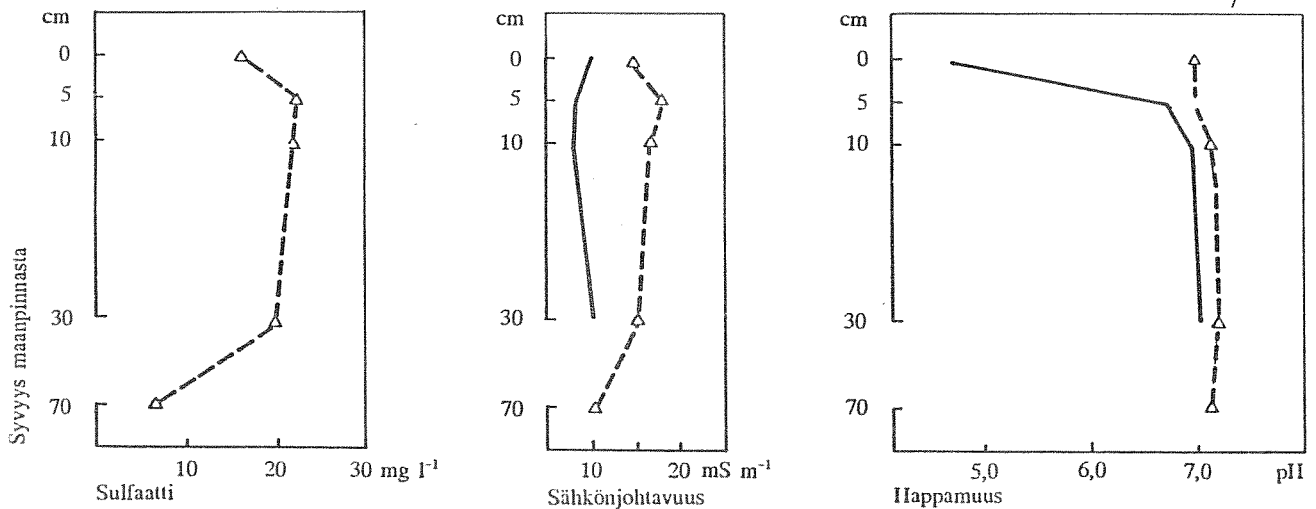 cm
0
5
10
30
70
Syvyys maanpinnasta
10 20 30 mg l⁻¹
Sulfaatti
cm
0
5
10
30
70
10 20 mS m⁻¹
Sähkönjohtavuus
cm
0
5
10
30
70
5,0 6,0 7,0 pH
Happamuus